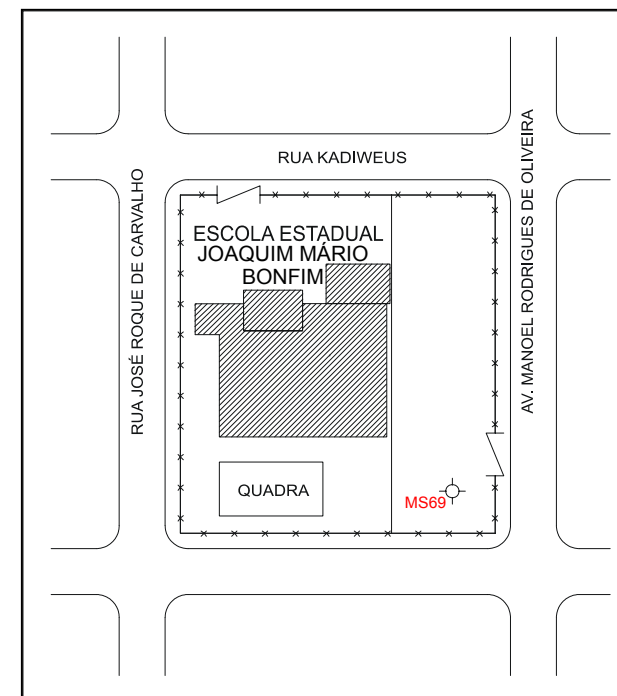 RUA KADIWEUS
RUA JOSÉ ROQUE DE CARVALHO
AV. MANOEL RODRIGUES DE OLIVEIRA
ESCOLA ESTADUAL
JOAQUIM MÁRIO
BONFIM
QUADRA
MS69